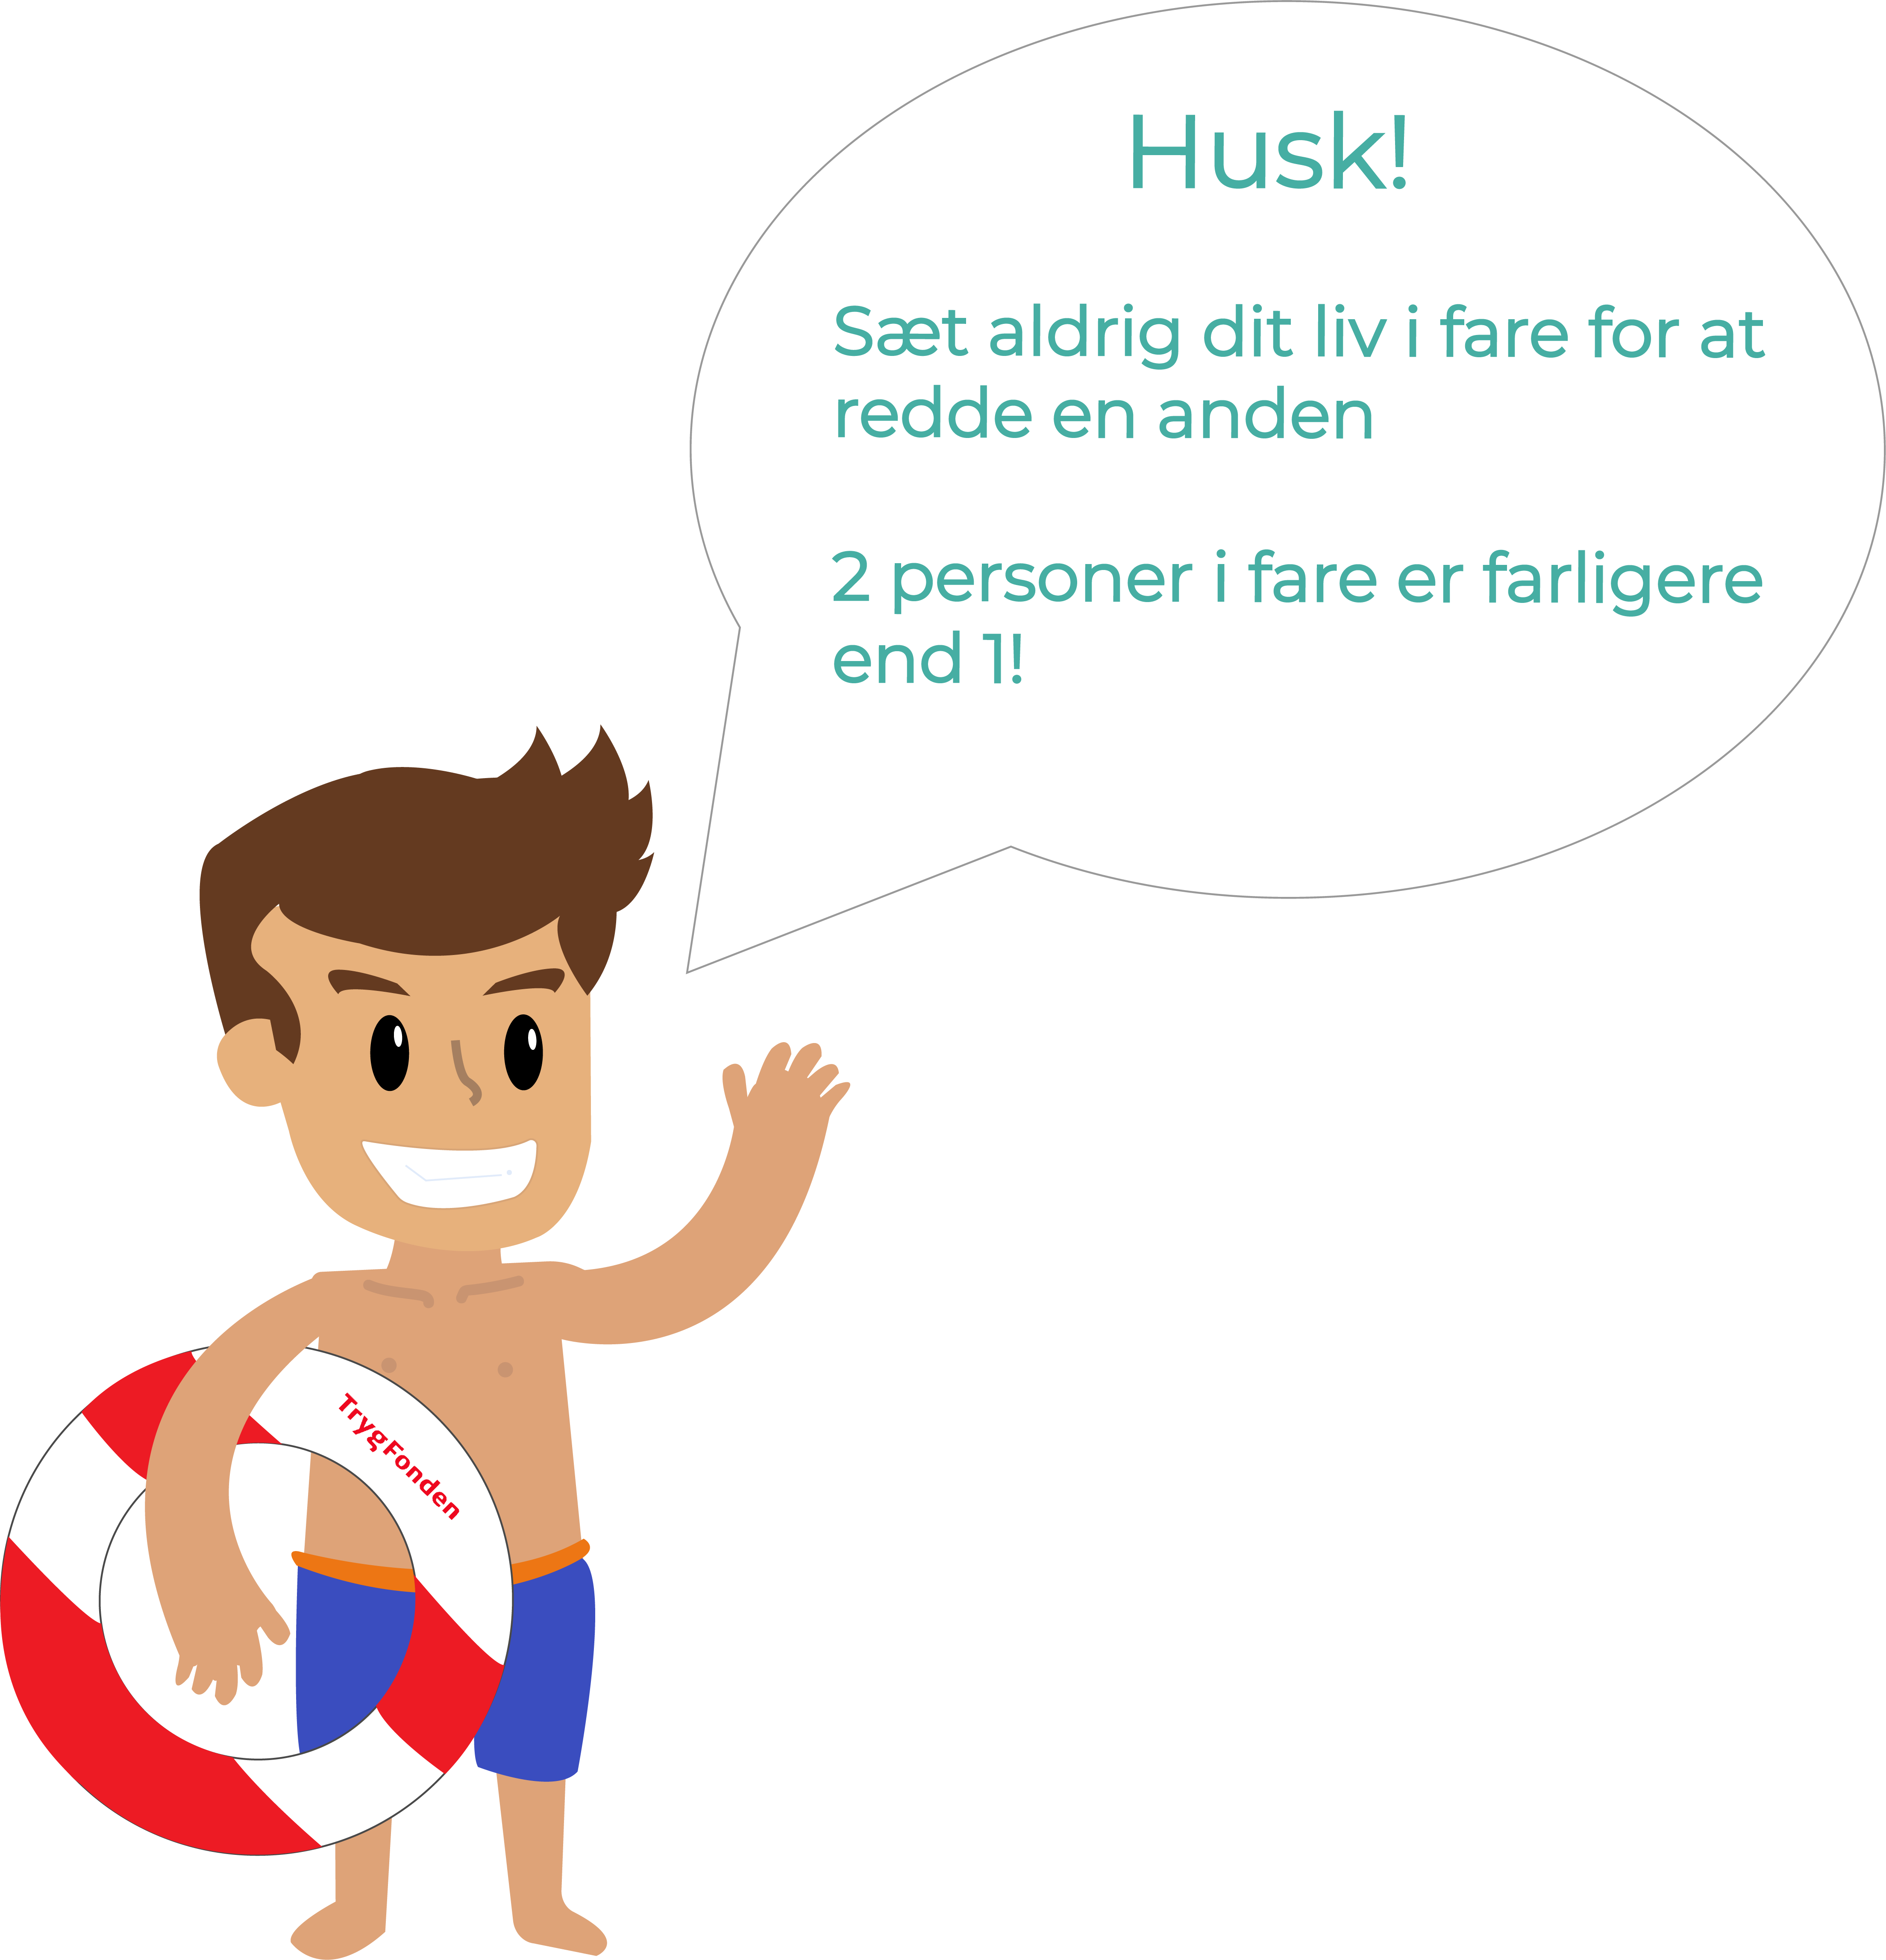 Husk!
Sæt aldrig dit liv i fare for at
redde en anden
2 personer i fare er farligere
end 1!
TrygFonden